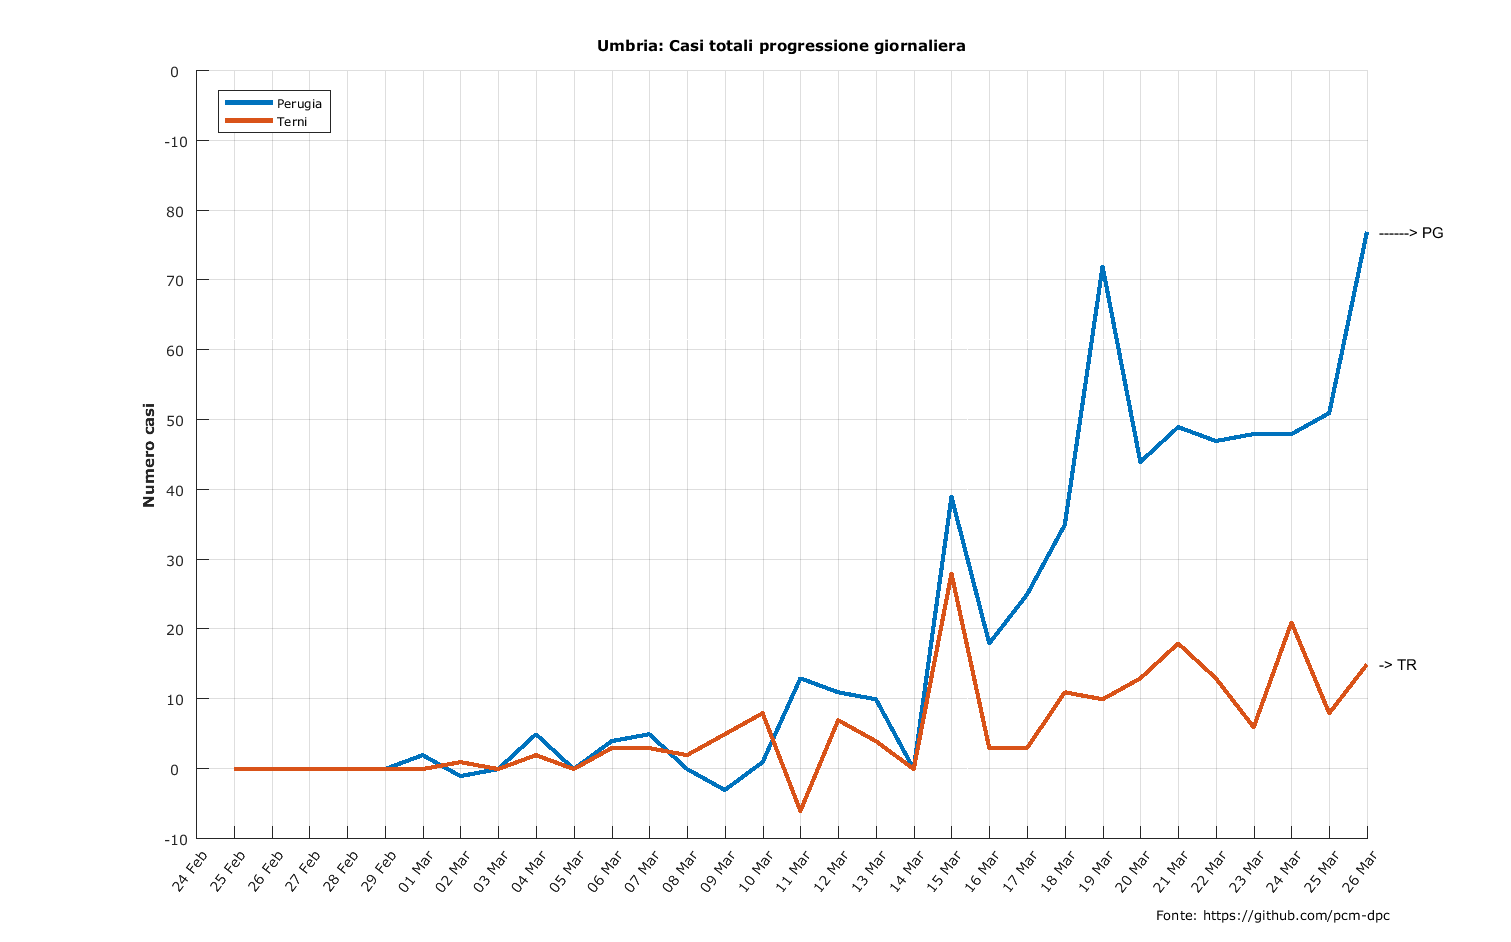 Umbria: Casi totali progressione giornaliera
Perugia
Terni
0
-10
80
70
60
50
40
30
20
10
0
-10
Numero casi
------> PG
-> TR
24 Feb
25 Feb
26 Feb
27 Feb
28 Feb
29 Feb
01 Mar
02 Mar
03 Mar
04 Mar
05 Mar
06 Mar
07 Mar
08 Mar
09 Mar
10 Mar
11 Mar
12 Mar
13 Mar
14 Mar
15 Mar
16 Mar
17 Mar
18 Mar
19 Mar
20 Mar
21 Mar
22 Mar
23 Mar
24 Mar
25 Mar
26 Mar
Fonte: https://github.com/pcm-dpc